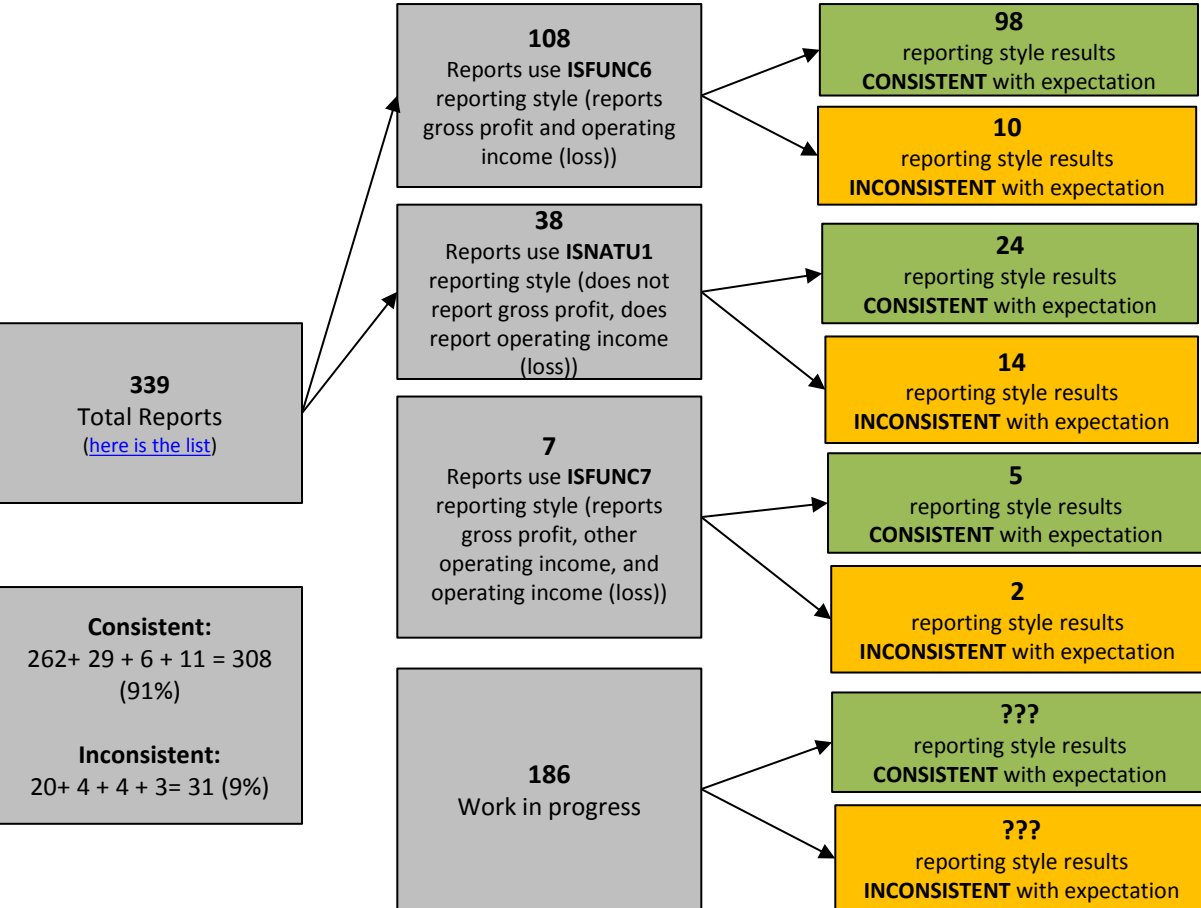 339
Total Reports
(here is the list)
Consistent:
262+ 29 + 6 + 11 = 308
(91%)
Inconsistent:
20+ 4 + 4 + 3= 31 (9%)
108
Reports use ISFUNC6
reporting style (reports
gross profit and operating
income (loss))
98
reporting style results
CONSISTENT with expectation
10
reporting style results
INCONSISTENT with expectation
38
Reports use ISNATU1
reporting style (does not
report gross profit, does
report operating income
(loss))
24
reporting style results
CONSISTENT with expectation
14
reporting style results
INCONSISTENT with expectation
7
Reports use ISFUNC7
reporting style (reports
gross profit, other
operating income, and
operating income (loss))
5
reporting style results
CONSISTENT with expectation
2
reporting style results
INCONSISTENT with expectation
186
Work in progress
???
reporting style results
CONSISTENT with expectation
???
reporting style results
INCONSISTENT with expectation